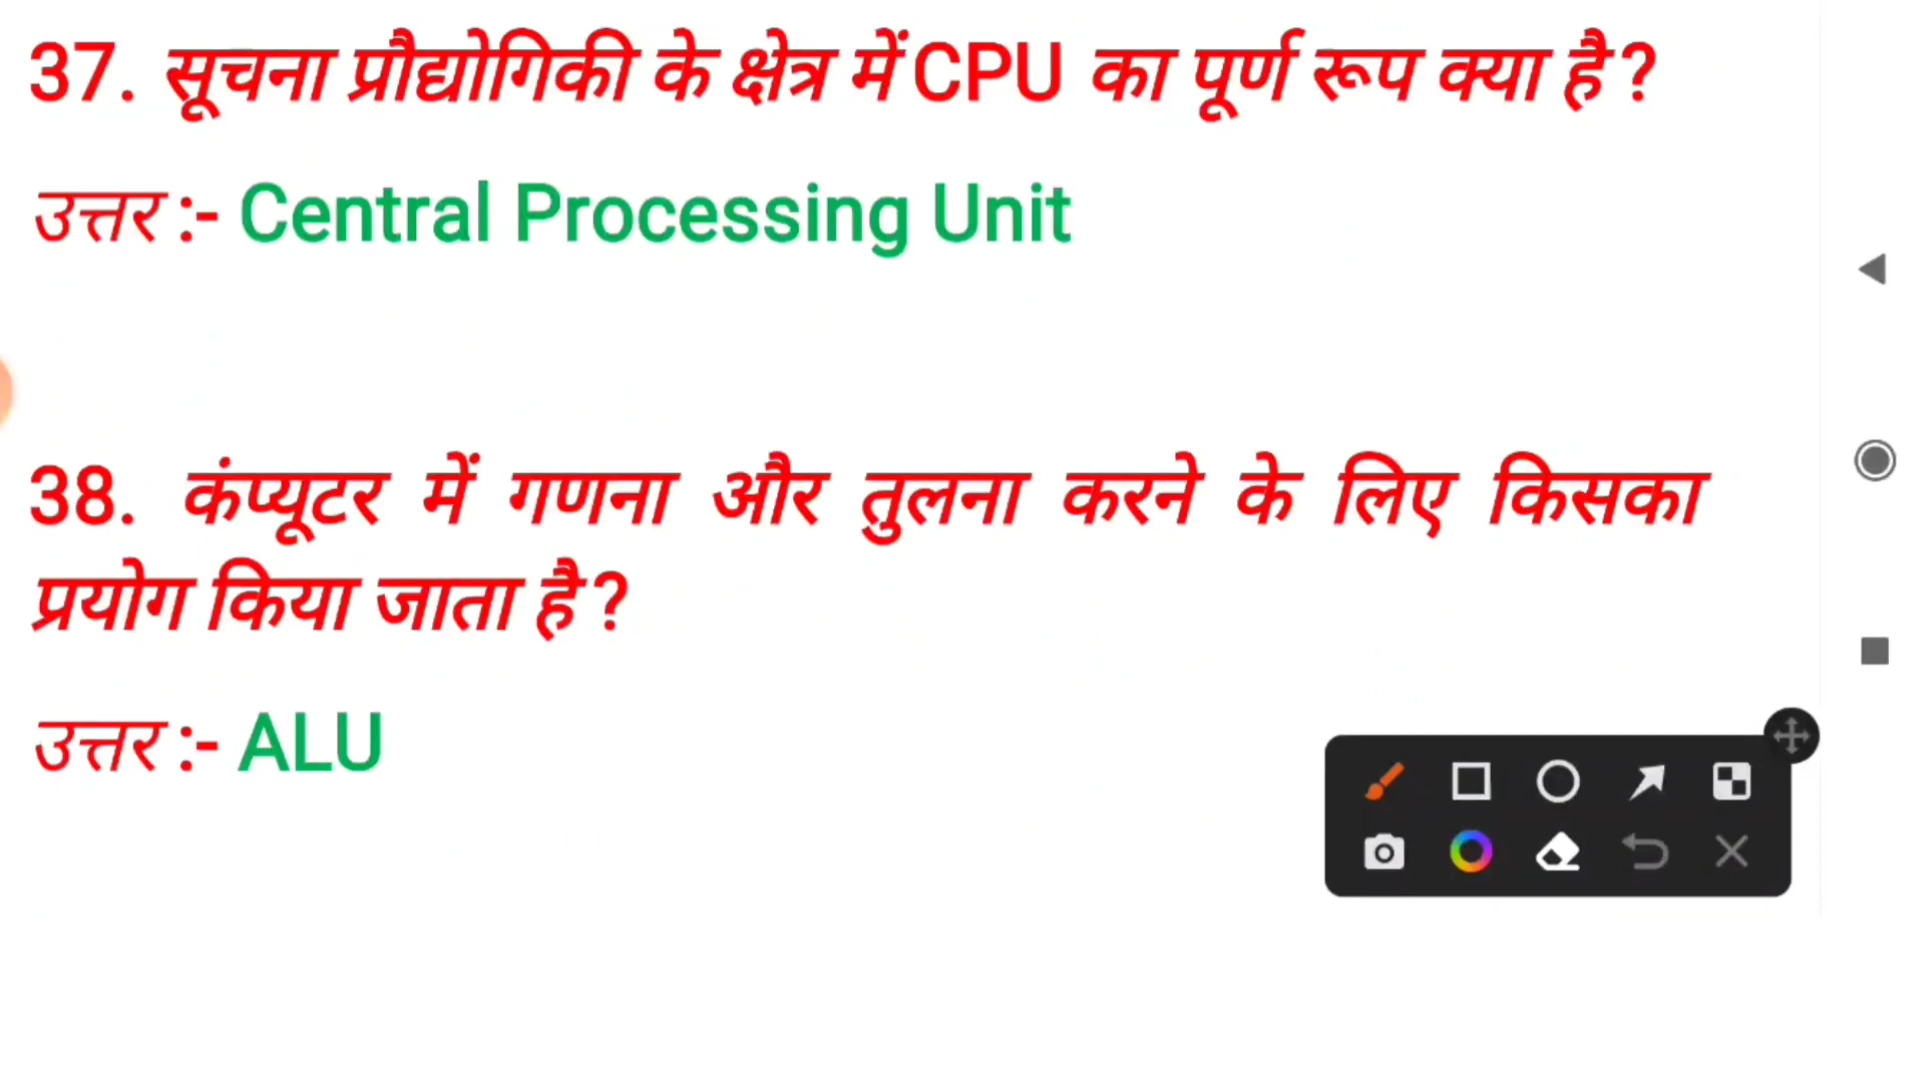 37. सूचना प्रौद्योगिकी के क्षेत्र में CPU का पूर्ण रूप क्या है?
उत्तर :- Central Processing Unit
38. कंप्यूटर में गणना और तुलना करने के लिए किसका
प्रयोग किया जाता है?
उत्तर :- ALU